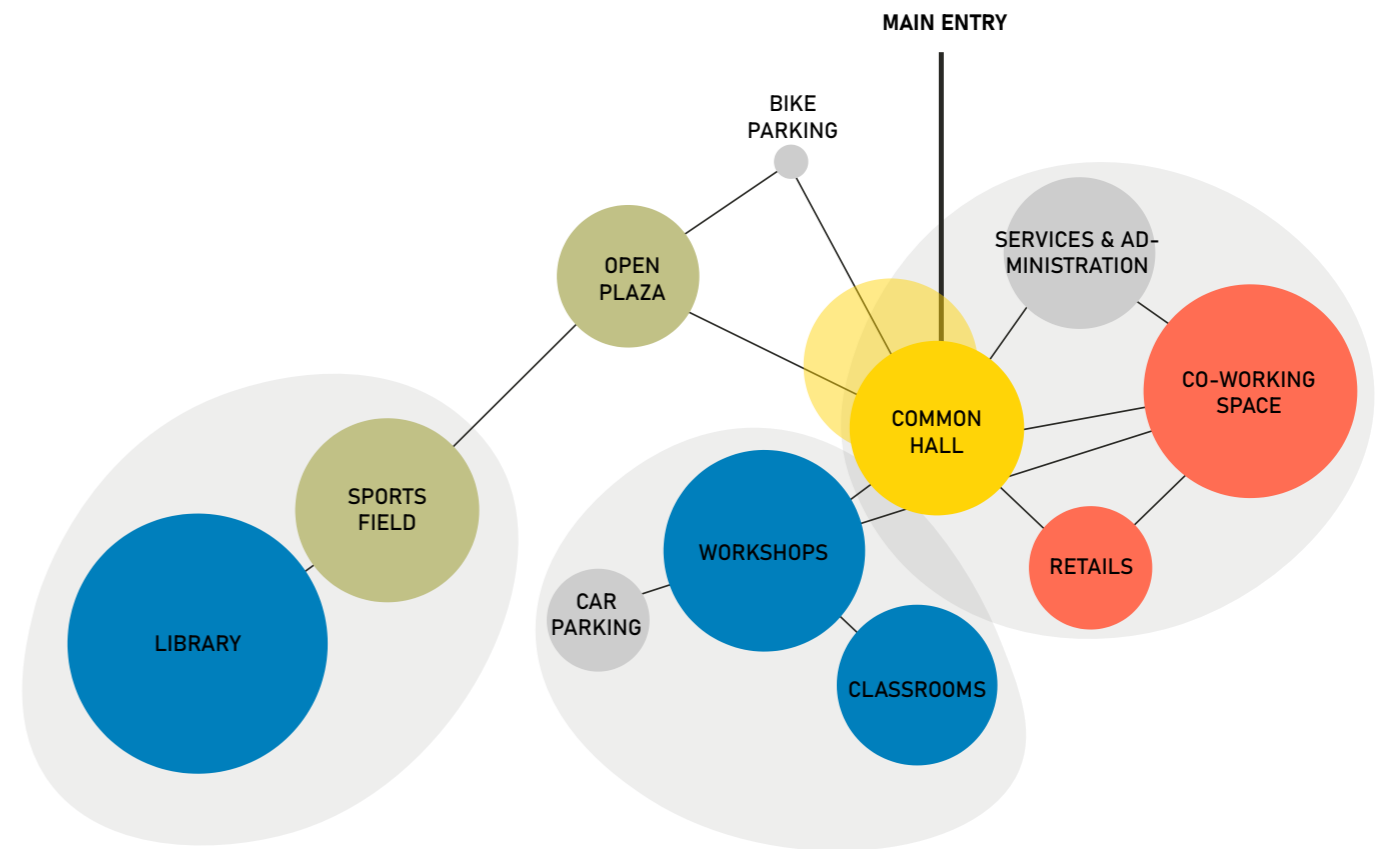 MAIN ENTRY
BIKE
PARKING
SERVICES & AD-
MINISTRATION
OPEN
PLAZA
CO-WORKING
SPACE
COMMON
HALL
SPORTS
FIELD
WORKSHOPS
RETAILS
CAR
PARKING
LIBRARY
CLASSROOMS